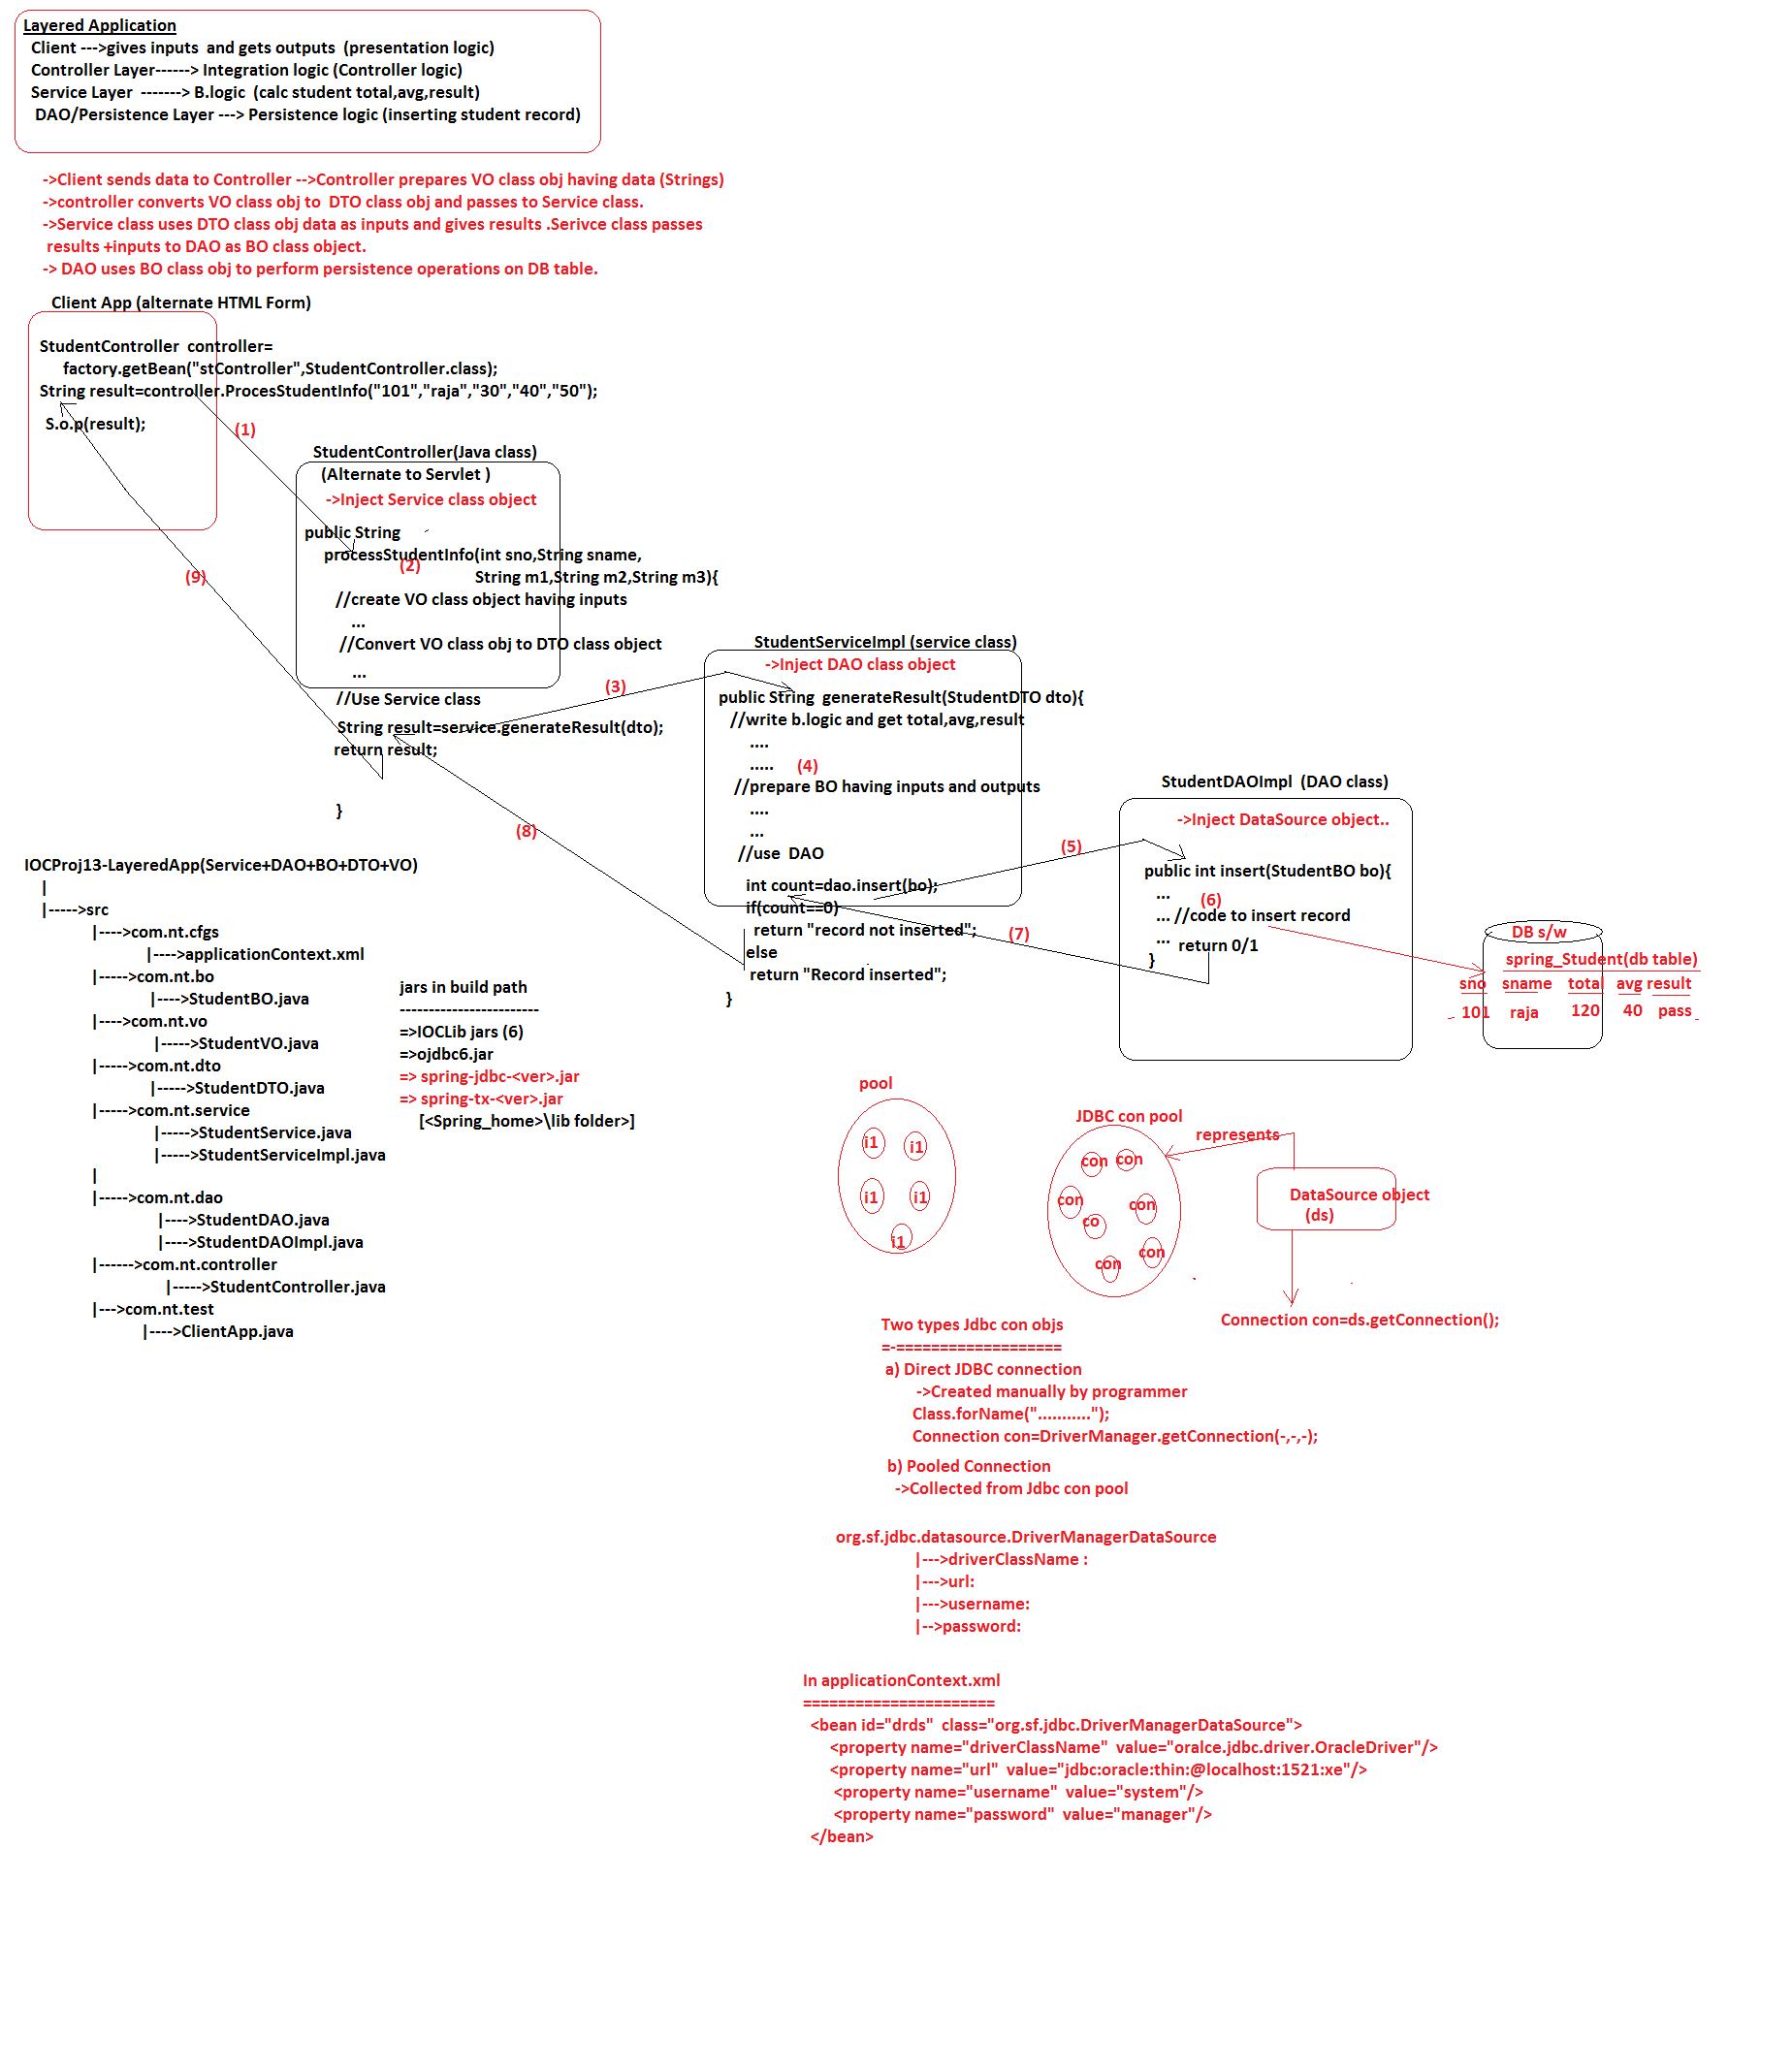 Layered Application
Client --->gives inputs  and gets outputs  (presentation logic)
Controller Layer------> Integration logic (Controller logic)
Service Layer  -------> B.logic  (calc student total,avg,result)
DAO/Persistence Layer ---> Persistence logic (inserting student record)
->Client sends data to Controller -->Controller prepares VO class obj having data (Strings)
->controller converts VO class obj to  DTO class obj and passes to Service class.
->Service class uses DTO class obj data as inputs and gives results .Serivce class passes
results +inputs to DAO as BO class object.
-> DAO uses BO class obj to perform persistence operations on DB table.
Client App (alternate HTML Form)
StudentController  controller=
factory.getBean("stController",StudentController.class);
String result=controller.ProcesStudentInfo("101","raja","30","40","50");
S.o.p(result);
(1)
StudentController(Java class)
(Alternate to Servlet )
->Inject Service class object
public String
processStudentInfo(int sno,String sname,
(2)
String m1,String m2,String m3){
(9)
//create VO class object having inputs
...
//Convert VO class obj to DTO class object
...
//Use Service class
String result=service.generateResult(dto);
return result;
}
(3)
(8)
StudentServiceImpl (service class)
->Inject DAO class object
public String  generateResult(StudentDTO dto){
//write b.logic and get total,avg,result
....
.....
(4)
//prepare BO having inputs and outputs
....
...
//use  DAO
int count=dao.insert(bo);
if(count==0)
return "record not inserted";
else
return "Record inserted";
}
(5)
(7)
StudentDAOImpl  (DAO class)
->Inject DataSource object..
public int insert(StudentBO bo){
...
(6)
... //code to insert record
... return 0/1
}
DB s/w
spring_Student(db table)
sno sname total avg result
101 raja 120 40 pass
IOCProj13-LayeredApp(Service+DAO+BO+DTO+VO)
|
|----->src
|---->com.nt.cfgs
|---->applicationContext.xml
|----->com.nt.bo
|---->StudentBO.java
|---->com.nt.vo
|----->StudentVO.java
|----->com.nt.dto
|----->StudentDTO.java
|----->com.nt.service
|----->StudentService.java
|----->StudentServiceImpl.java
|
|----->com.nt.dao
|---->StudentDAO.java
|---->StudentDAOImpl.java
|------>com.nt.controller
|----->StudentController.java
|--->com.nt.test
|---->ClientApp.java
jars in build path
------------------------
=>IOCLib jars (6)
=>ojdbc6.jar
=> spring-jdbc-<ver>.jar
=> spring-tx-<ver>.jar
[<Spring_home>\lib folder>]
pool
i1 i1
i1 i1
i1
JDBC con pool
con con
con con
co
con
con
represents
DataSource object
(ds)
Connection con=ds.getConnection();
Two types Jdbc con objs
=-===================
a) Direct JDBC connection
->Created manually by programmer
Class.forName("...........");
Connection con=DriverManager.getConnection(-,-,-);
b) Pooled Connection
->Collected from Jdbc con pool
org.sf.jdbc.datasource.DriverManagerDataSource
|--->driverClassName :
|--->url:
|--->username:
|-->password:
In applicationContext.xml
======================
<bean id="drds"  class="org.sf.jdbc.DriverManagerDataSource">
<property name="driverClassName"  value="oralce.jdbc.driver.OracleDriver"/>
<property name="url"  value="jdbc:oracle:thin:@localhost:1521:xe"/>
<property name="username"  value="system"/>
<property name="password"  value="manager"/>
</bean>